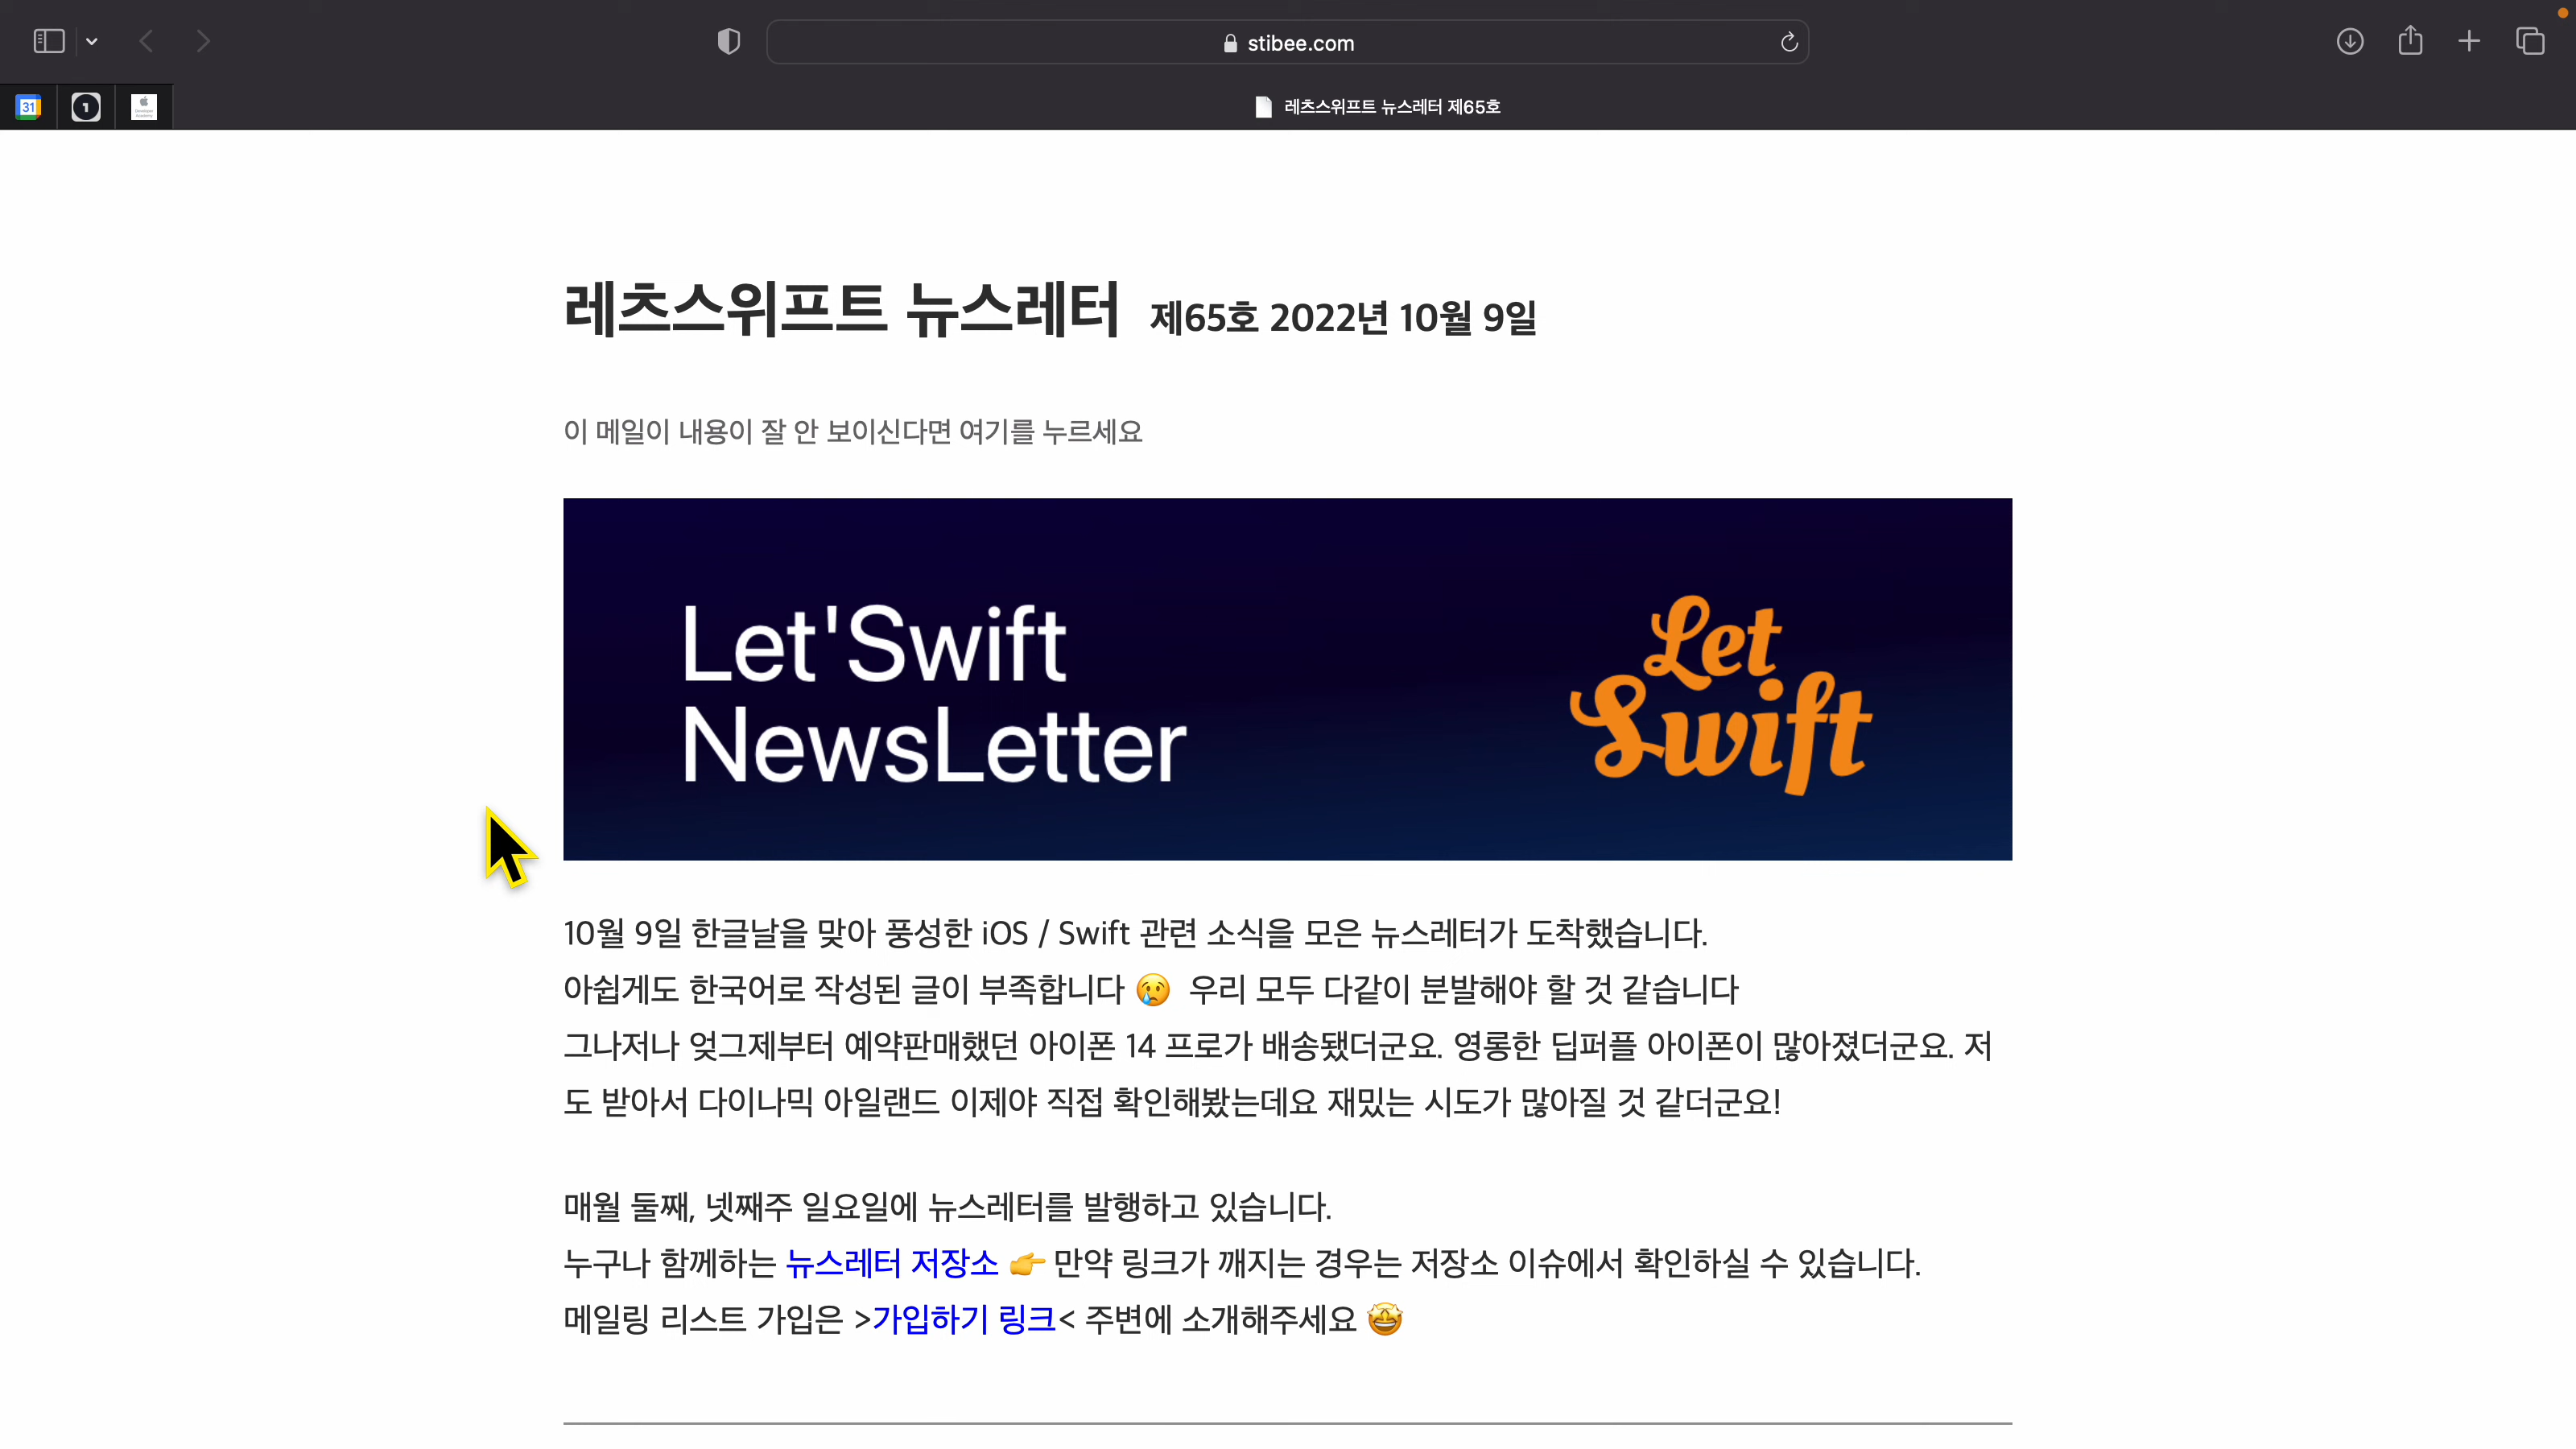 stibee.com
31
1
Developer
Academy
레츠스위프트 뉴스레터 제65호
레츠스위프트 뉴스레터 제65호 2022년 10월 9일
이 메일이 내용이 잘 안 보이신다면 여기를 누르세요
Let'Swift
NewsLetter
Let
Swift
10월 9일 한글날을 맞아 풍성한 iOS / Swift 관련 소식을 모은 뉴스레터가 도착했습니다.
아쉽게도 한국어로 작성된 글이 부족합니다 😢 우리 모두 다같이 분발해야 할 것 같습니다
그나저나 엊그제부터 예약판매했던 아이폰 14 프로가 배송됐더군요. 영롱한 딥퍼플 아이폰이 많아졌더군요. 저
도 받아서 다이나믹 아일랜드 이제야 직접 확인해봤는데요 재밌는 시도가 많아질 것 같더군요!
매월 둘째, 넷째주 일요일에 뉴스레터를 발행하고 있습니다.
누구나 함께하는 뉴스레터 저장소 👉 만약 링크가 깨지는 경우는 저장소 이슈에서 확인하실 수 있습니다.
메일링 리스트 가입은 >가입하기 링크< 주변에 소개해주세요 🤩